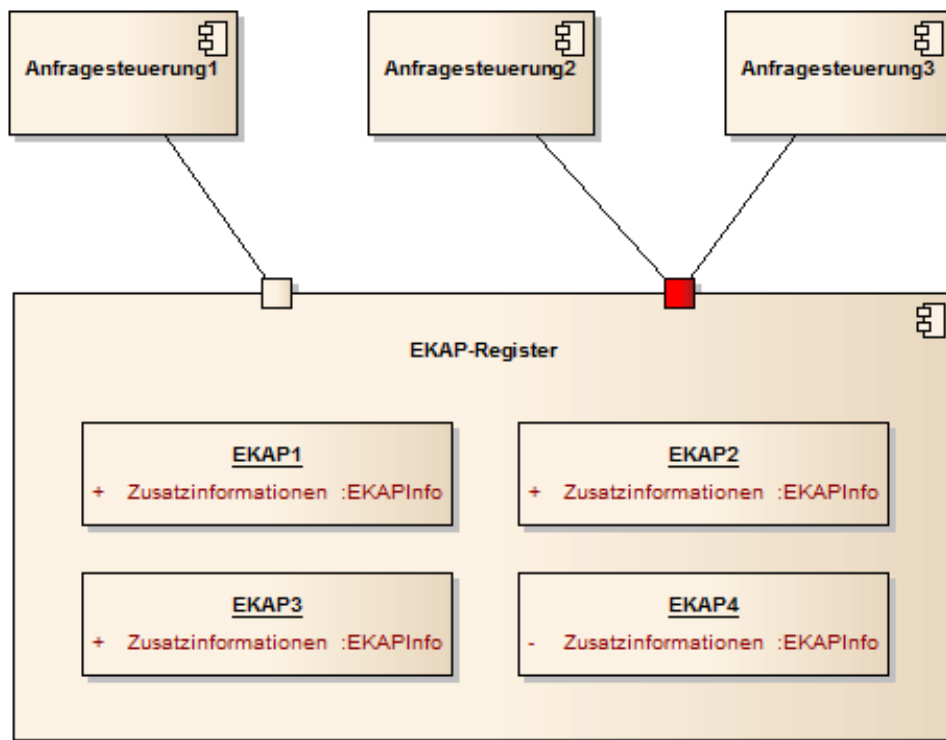 Anfragesteuerung1
Anfragesteuerung2
Anfragesteuerung3
EKAP-Register
EKAP1
+ Zusatzinformationen :EKAPInfo
EKAP2
+ Zusatzinformationen :EKAPInfo
EKAP3
+ Zusatzinformationen :EKAPInfo
EKAP4
- Zusatzinformationen :EKAPInfo